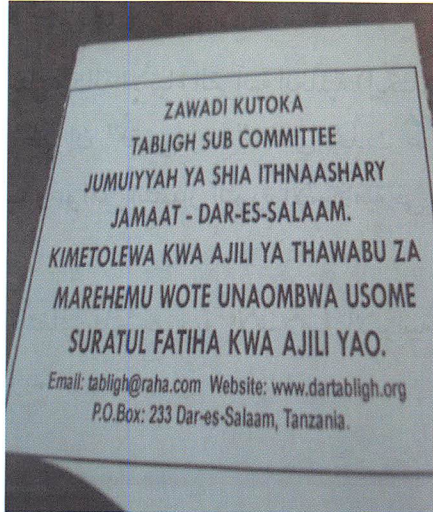 ZAWADI KUTOKA
TABLIGH SUB COMMITTEE
JUMUIYYAH YA SHIA ITHNAASHARY
JAMAAT - DAR-ES-SALAAM.
KIMETOLEWA KWA AJILI YA THAWABU ZA
MAREHEMU WOTE UNAOMBWA USOME
SURATUL FATIHA KWA AJILI YAO.
Email: tabligh@raha.com Website: www.dartabligh.org
P.O.Box: 233 Dar-es-Salaam, Tanzania.